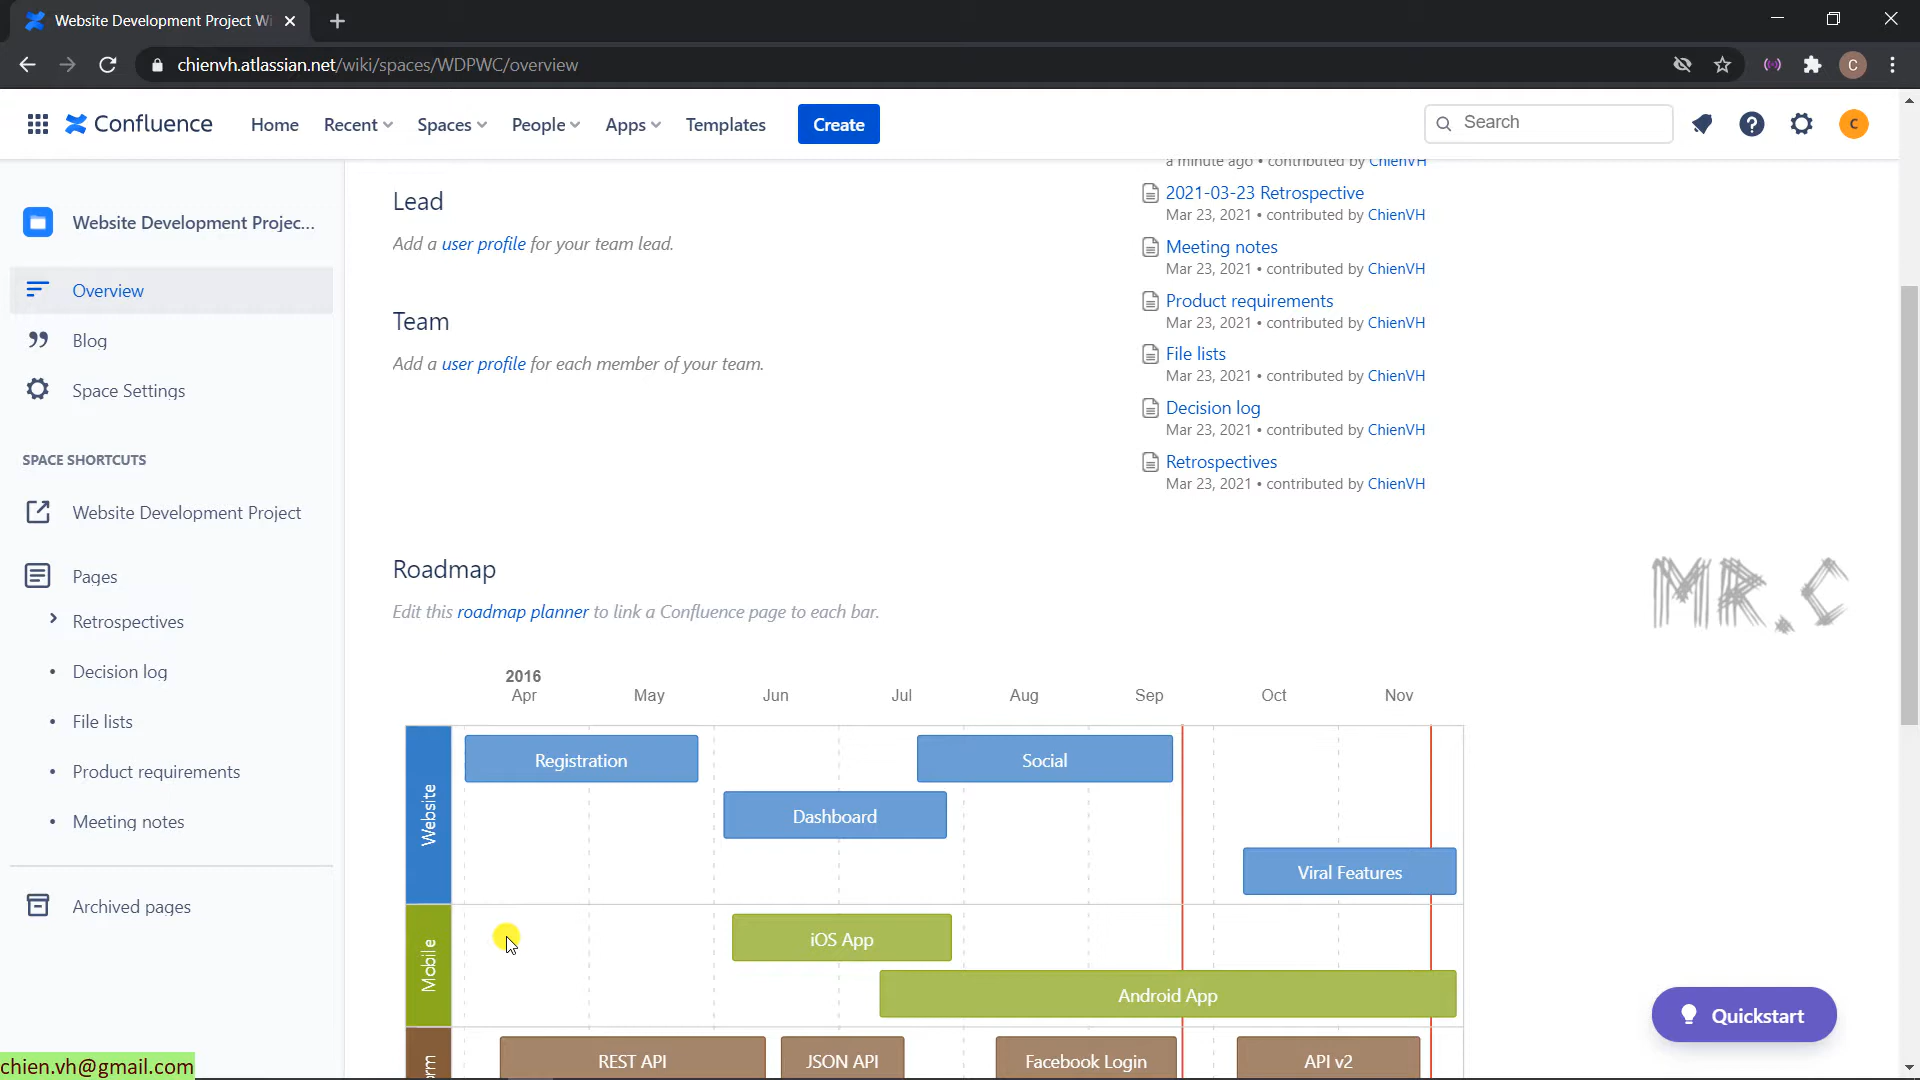 Website Development Project Wi
chienvh.atlassian.net/wiki/spaces/WDPWC/overview
C
Confluence
Home
Recent
Spaces
People
Apps
Templates
Create
Search
C
Website Development Projec...
Overview
Blog
Space Settings
SPACE SHORTCUTS
Website Development Project
Pages
Retrospectives
• Decision log
• File lists
• Product requirements
• Meeting notes
Archived pages
chien.vh@gmail.com
Lead
Add a user profile for your team lead.
Team
Add a user profile for each member of your team.
a minute ago • contributed by ChienVH
2021-03-23 Retrospective
Mar 23, 2021 • contributed by ChienVH
Meeting notes
Mar 23, 2021 • contributed by ChienVH
Product requirements
Mar 23, 2021 • contributed by ChienVH
File lists
Mar 23, 2021 • contributed by ChienVH
Decision log
Mar 23, 2021 • contributed by ChienVH
Retrospectives
Mar 23, 2021 • contributed by ChienVH
Roadmap
Edit this roadmap planner to link a Confluence page to each bar.
MR.C
2016
Apr May Jun Jul Aug Sep Oct Nov
Website
Registration
Social
Dashboard
Viral Features
Mobile
iOS App
Android App
rm
REST API
JSON API
Facebook Login
API v2
Quickstart